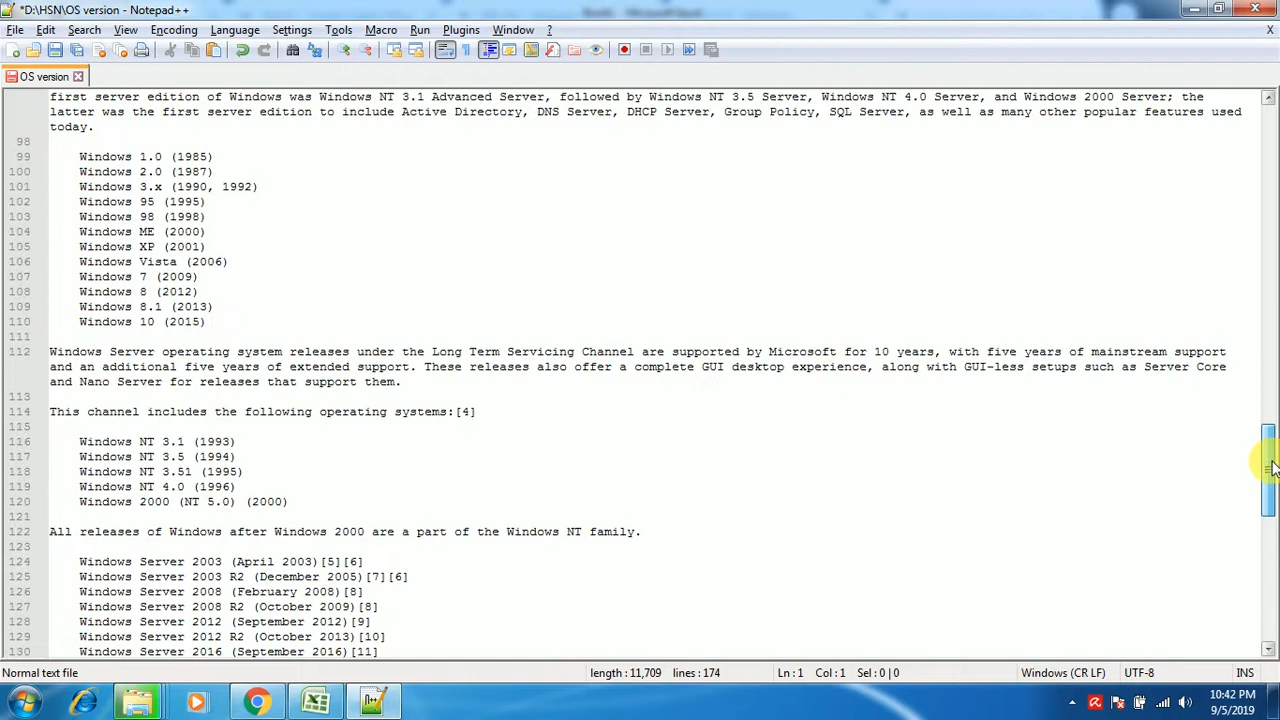 *D:\HSN\OS version - Notepad++
File Edit Search View Encoding Language Settings Tools Macro Run Plugins Window ? X
OS version
first server edition of Windows was Windows NT 3.1 Advanced Server, followed by Windows NT 3.5 Server, Windows NT 4.0 Server, and Windows 2000 Server; the
latter was the first server edition to include Active Directory, DNS Server, DHCP Server, Group Policy, SQL Server, as well as many other popular features used
today.
98
99 Windows 1.0 (1985)
100 Windows 2.0 (1987)
101 Windows 3.x (1990, 1992)
102 Windows 95 (1995)
103 Windows 98 (1998)
104 Windows ME (2000)
105 Windows XP (2001)
106 Windows Vista (2006)
107 Windows 7 (2009)
108 Windows 8 (2012)
109 Windows 8.1 (2013)
110 Windows 10 (2015)
111
112 Windows Server operating system releases under the Long Term Servicing Channel are supported by Microsoft for 10 years, with five years of mainstream support
and an additional five years of extended support. These releases also offer a complete GUI desktop experience, along with GUI-less setups such as Server Core
and Nano Server for releases that support them.
113
114 This channel includes the following operating systems:[4]
115
116 Windows NT 3.1 (1993)
117 Windows NT 3.5 (1994)
118 Windows NT 3.51 (1995)
119 Windows NT 4.0 (1996)
120 Windows 2000 (NT 5.0) (2000)
121
122 All releases of Windows after Windows 2000 are a part of the Windows NT family.
123
124 Windows Server 2003 (April 2003)[5][6]
125 Windows Server 2003 R2 (December 2005)[7][6]
126 Windows Server 2008 (February 2008)[8]
127 Windows Server 2008 R2 (October 2009)[8]
128 Windows Server 2012 (September 2012)[9]
129 Windows Server 2012 R2 (October 2013)[10]
130 Windows Server 2016 (September 2016)[11]
Normal text file length : 11,709 lines : 174 Ln : 1 Col : 1 Sel : 0 | 0 Windows (CR LF) UTF-8 INS
10:42 PM
9/5/2019